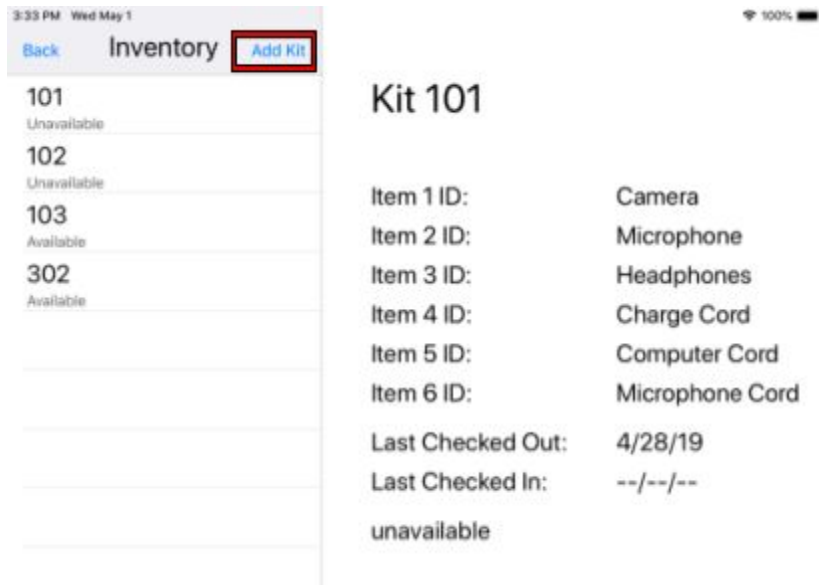 3:33 PM Wed May 1
100%
Back Inventory Add Kit
101
Unavailable
102
Unavailable
103
Available
302
Available
Kit 101
Item 1 ID: Camera
Item 2 ID: Microphone
Item 3 ID: Headphones
Item 4 ID: Charge Cord
Item 5 ID: Computer Cord
Item 6 ID: Microphone Cord
Last Checked Out: 4/28/19
Last Checked In: --/--/--
unavailable